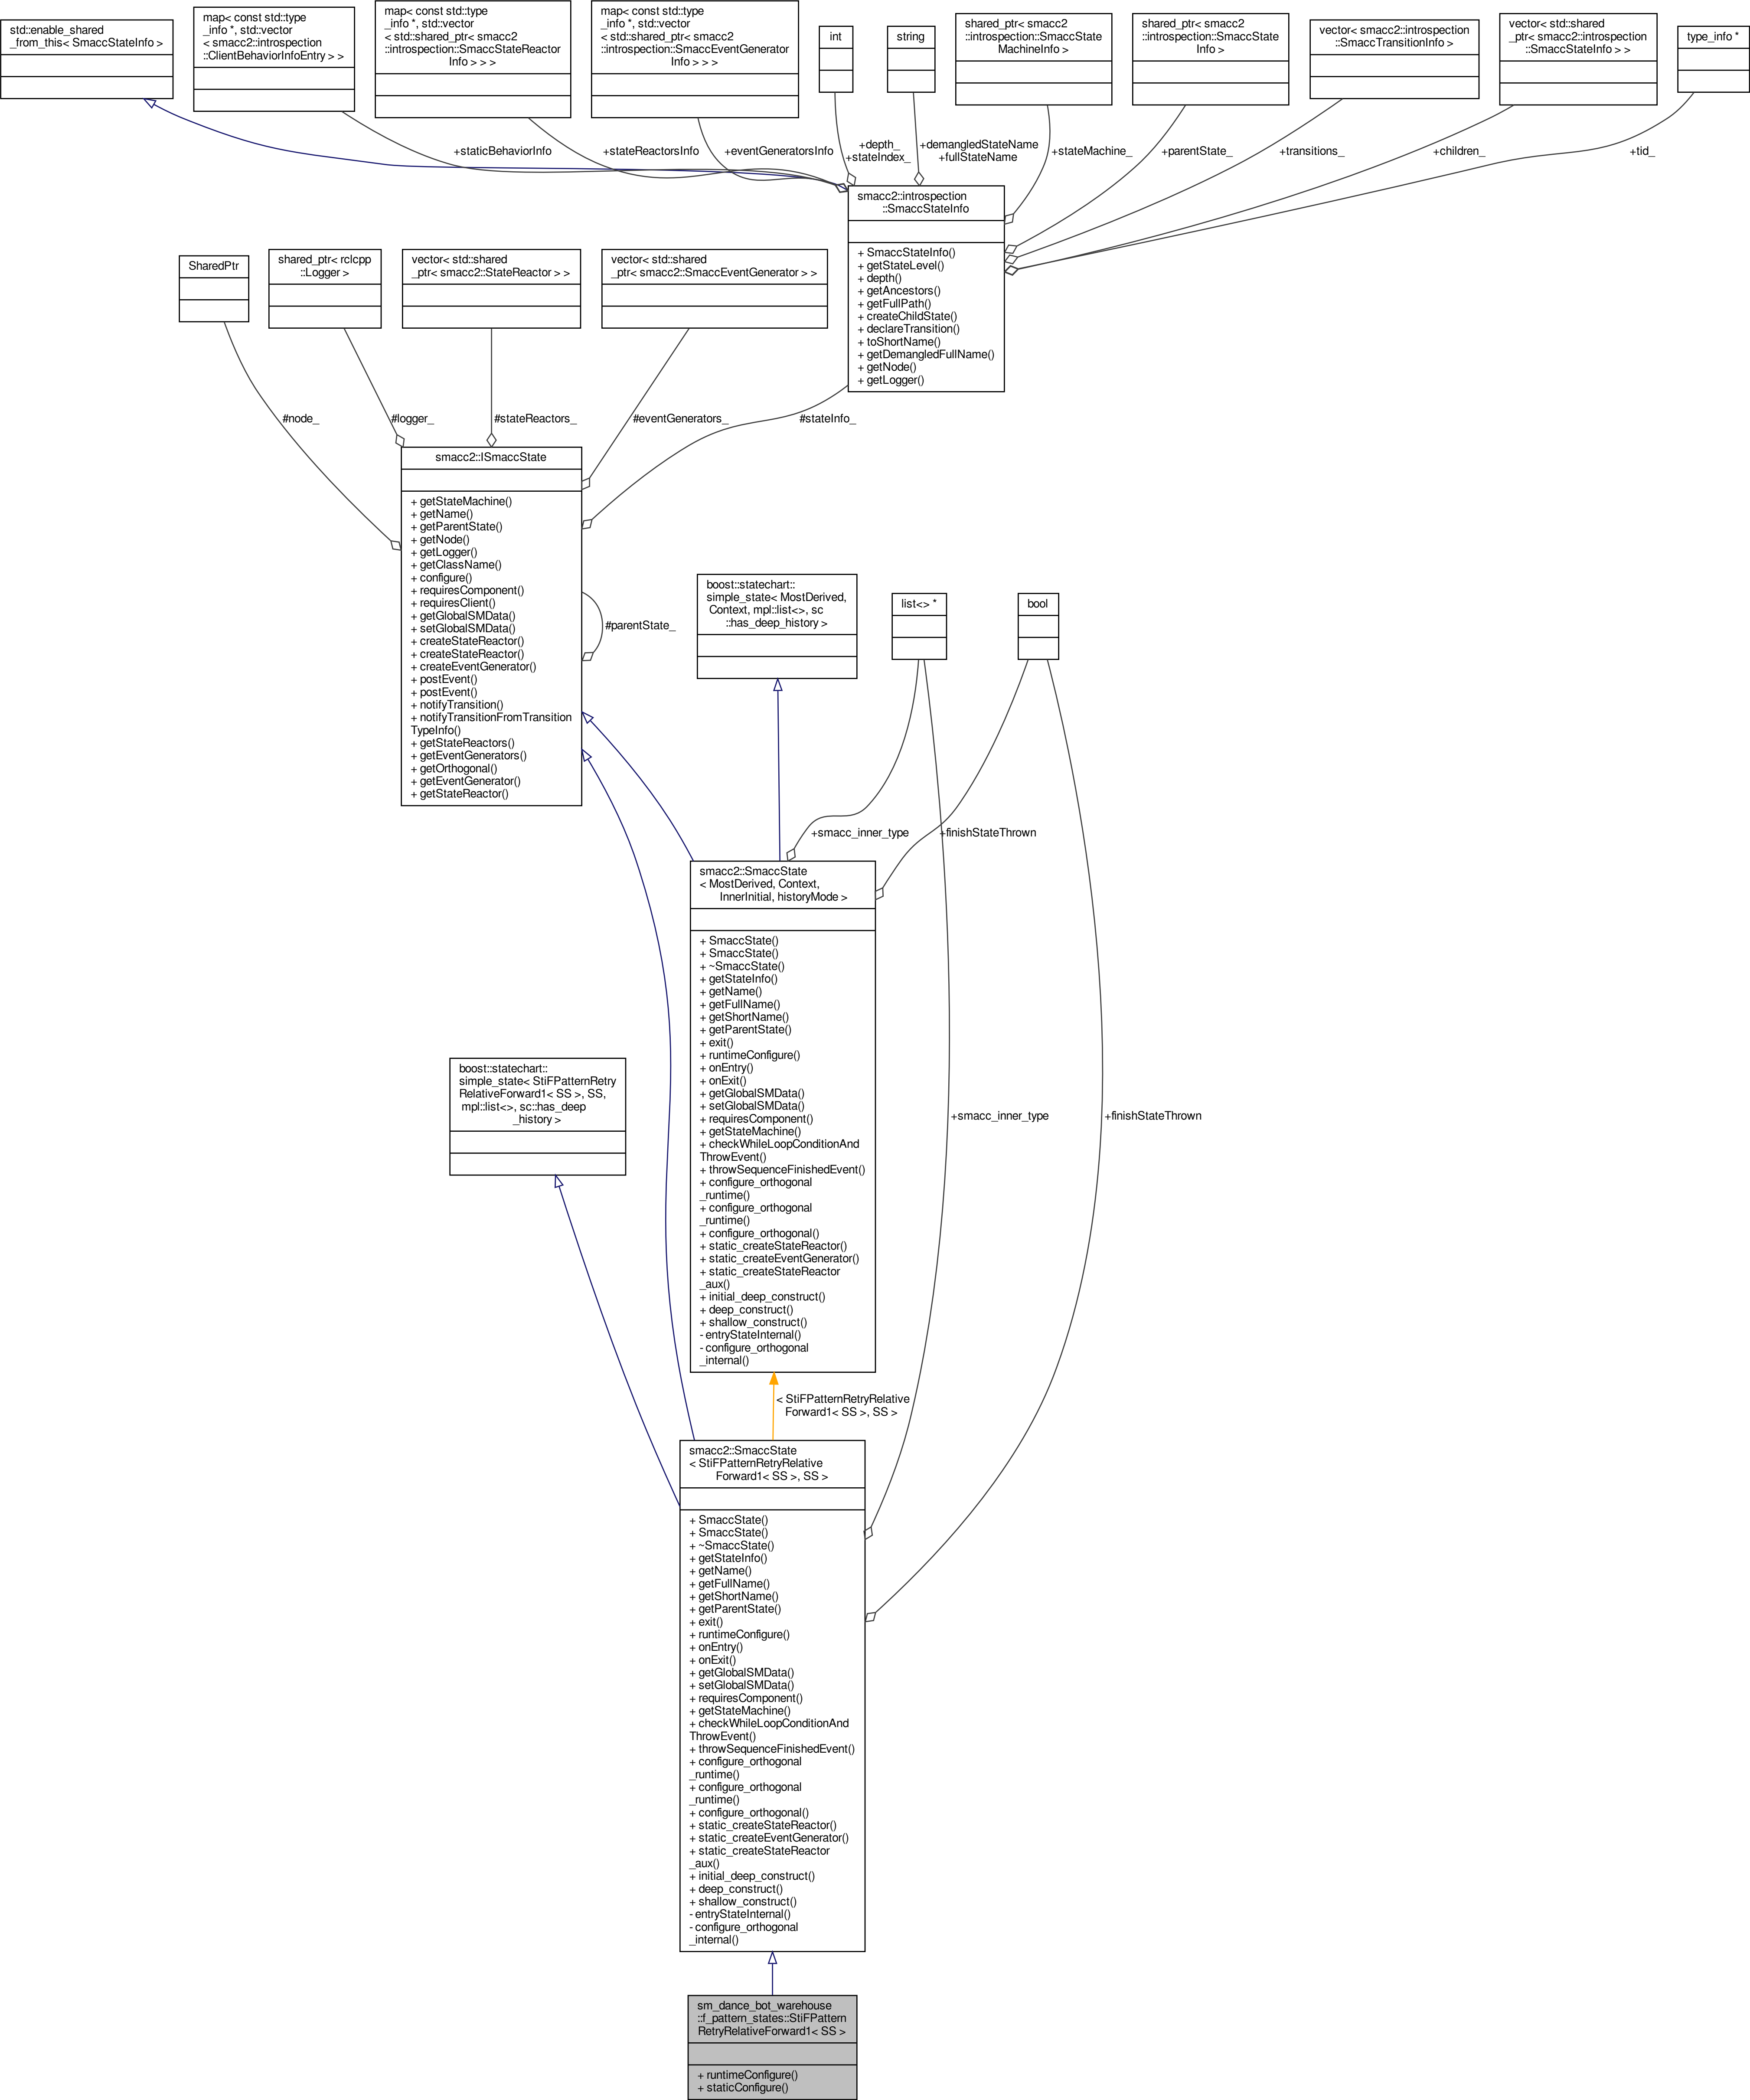 std::enable_shared
_from_this< SmaccStateInfo >
map< const std::type
_info *, std::vector
< smacc2::introspection
::ClientBehaviorInfoEntry > >
map< const std::type
_info *, std::vector
< std::shared_ptr< smacc2
::introspection::SmaccStateReactor
Info > > >
map< const std::type
_info *, std::vector
< std::shared_ptr< smacc2
::introspection::SmaccEventGenerator
Info > > >
int
string
shared_ptr< smacc2
::introspection::SmaccState
MachineInfo >
shared_ptr< smacc2
::introspection::SmaccState
Info >
vector< smacc2::introspection
::SmaccTransitionInfo >
vector< std::shared
_ptr< smacc2::introspection
::SmaccStateInfo > >
type_info *
+staticBehaviorInfo
+stateReactorsInfo
+eventGeneratorsInfo
+depth_
+stateIndex_
+demangledStateName
+fullStateName
+stateMachine_
+parentState_
+transitions_
+children_
+tid_
smacc2::introspection
::SmaccStateInfo
+ SmaccStateInfo()
+ getStateLevel()
+ depth()
+ getAncestors()
+ getFullPath()
+ createChildState()
+ declareTransition()
+ toShortName()
+ getDemangledFullName()
+ getNode()
+ getLogger()
SharedPtr
shared_ptr< rclcpp
::Logger >
vector< std::shared
_ptr< smacc2::StateReactor > >
vector< std::shared
_ptr< smacc2::SmaccEventGenerator > >
#node_
#logger_
#stateReactors_
#eventGenerators_
#stateInfo_
smacc2::ISmaccState
+ getStateMachine()
+ getName()
+ getParentState()
+ getNode()
+ getLogger()
+ getClassName()
+ configure()
+ requiresComponent()
+ requiresClient()
+ getGlobalSMData()
+ setGlobalSMData()
+ createStateReactor()
+ createStateReactor()
+ createEventGenerator()
+ postEvent()
+ postEvent()
+ notifyTransition()
+ notifyTransitionFromTransition
TypeInfo()
+ getStateReactors()
+ getEventGenerators()
+ getOrthogonal()
+ getEventGenerator()
+ getStateReactor()
#parentState_
boost::statechart::
simple_state< MostDerived,
Context, mpl::list<>, sc
::has_deep_history >
list<> *
bool
+smacc_inner_type
+finishStateThrown
smacc2::SmaccState
< MostDerived, Context,
InnerInitial, historyMode >
+ SmaccState()
+ SmaccState()
+ ~SmaccState()
+ getStateInfo()
+ getName()
+ getFullName()
+ getShortName()
+ getParentState()
+ exit()
+ runtimeConfigure()
+ onEntry()
+ onExit()
+ getGlobalSMData()
+ setGlobalSMData()
+ requiresComponent()
+ getStateMachine()
+ checkWhileLoopConditionAnd
ThrowEvent()
+ throwSequenceFinishedEvent()
+ configure_orthogonal
_runtime()
+ configure_orthogonal
_runtime()
+ configure_orthogonal()
+ static_createStateReactor()
+ static_createEventGenerator()
+ static_createStateReactor
_aux()
+ initial_deep_construct()
+ deep_construct()
+ shallow_construct()
- entryStateInternal()
- configure_orthogonal
_internal()
boost::statechart::
simple_state< StiFPatternRetry
RelativeForward1< SS >, SS,
mpl::list<>, sc::has_deep
_history >
+smacc_inner_type
+finishStateThrown
< StiFPatternRetryRelative
Forward1< SS >, SS >
smacc2::SmaccState
< StiFPatternRetryRelative
Forward1< SS >, SS >
+ SmaccState()
+ SmaccState()
+ ~SmaccState()
+ getStateInfo()
+ getName()
+ getFullName()
+ getShortName()
+ getParentState()
+ exit()
+ runtimeConfigure()
+ onEntry()
+ onExit()
+ getGlobalSMData()
+ setGlobalSMData()
+ requiresComponent()
+ getStateMachine()
+ checkWhileLoopConditionAnd
ThrowEvent()
+ throwSequenceFinishedEvent()
+ configure_orthogonal
_runtime()
+ configure_orthogonal
_runtime()
+ configure_orthogonal()
+ static_createStateReactor()
+ static_createEventGenerator()
+ static_createStateReactor
_aux()
+ initial_deep_construct()
+ deep_construct()
+ shallow_construct()
- entryStateInternal()
- configure_orthogonal
_internal()
sm_dance_bot_warehouse
::f_pattern_states::StiFPattern
RetryRelativeForward1< SS >
+ runtimeConfigure()
+ staticConfigure()